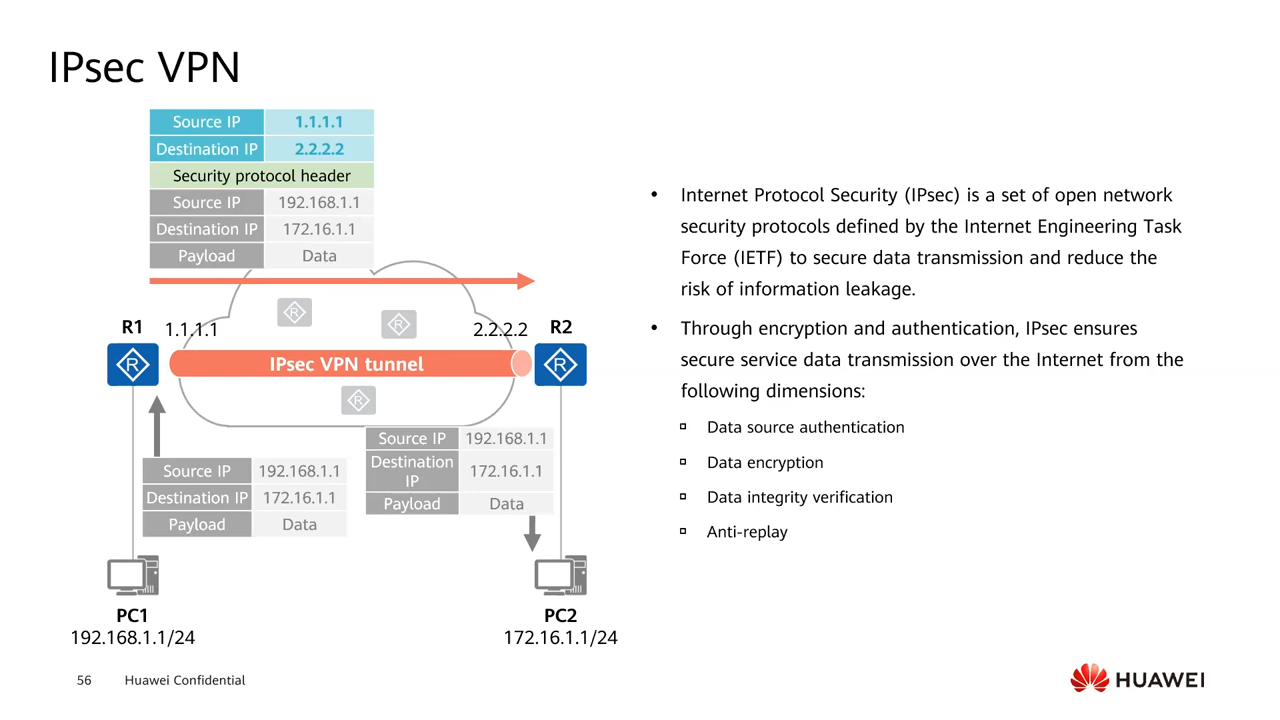 IPsec VPN
Source IP 1.1.1.1
Destination IP 2.2.2.2
Security protocol header
Source IP 192.168.1.1
Destination IP 172.16.1.1
Payload Data
R1 1.1.1.1 2.2.2.2 R2
IPsec VPN tunnel
Source IP 192.168.1.1
Destination IP 172.16.1.1
Payload Data
Source IP 192.168.1.1
Destination
IP 172.16.1.1
Payload Data
PC1
192.168.1.1/24
PC2
172.16.1.1/24
• Internet Protocol Security (IPsec) is a set of open network
security protocols defined by the Internet Engineering Task
Force (IETF) to secure data transmission and reduce the
risk of information leakage.
• Through encryption and authentication, IPsec ensures
secure service data transmission over the Internet from the
following dimensions:
▫ Data source authentication
▫ Data encryption
▫ Data integrity verification
▫ Anti-replay
56 Huawei Confidential
HUAWEI